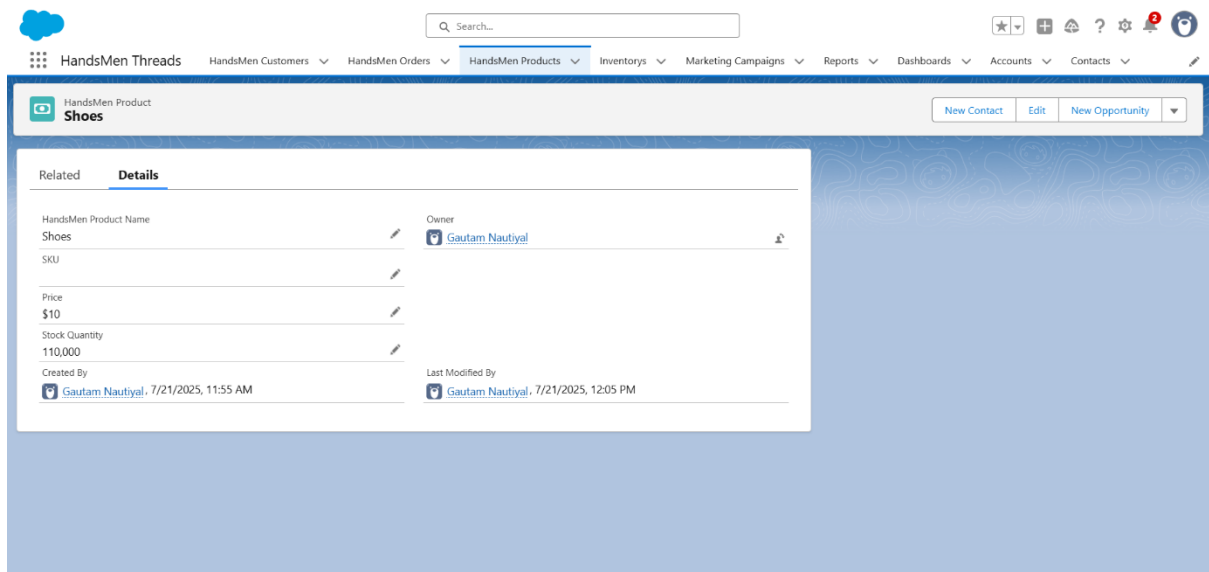 Search...
2
HandsMen Threads HandsMen Customers HandsMen Orders HandsMen Products Inventorys Marketing Campaigns Reports Dashboards Accounts Contacts
HandsMen Product
Shoes
New Contact Edit New Opportunity
Related Details
HandsMen Product Name
Shoes
Owner
Gautam Nautiyal
SKU
Price
$10
Stock Quantity
110,000
Created By
Gautam Nautiyal, 7/21/2025, 11:55 AM
Last Modified By
Gautam Nautiyal, 7/21/2025, 12:05 PM